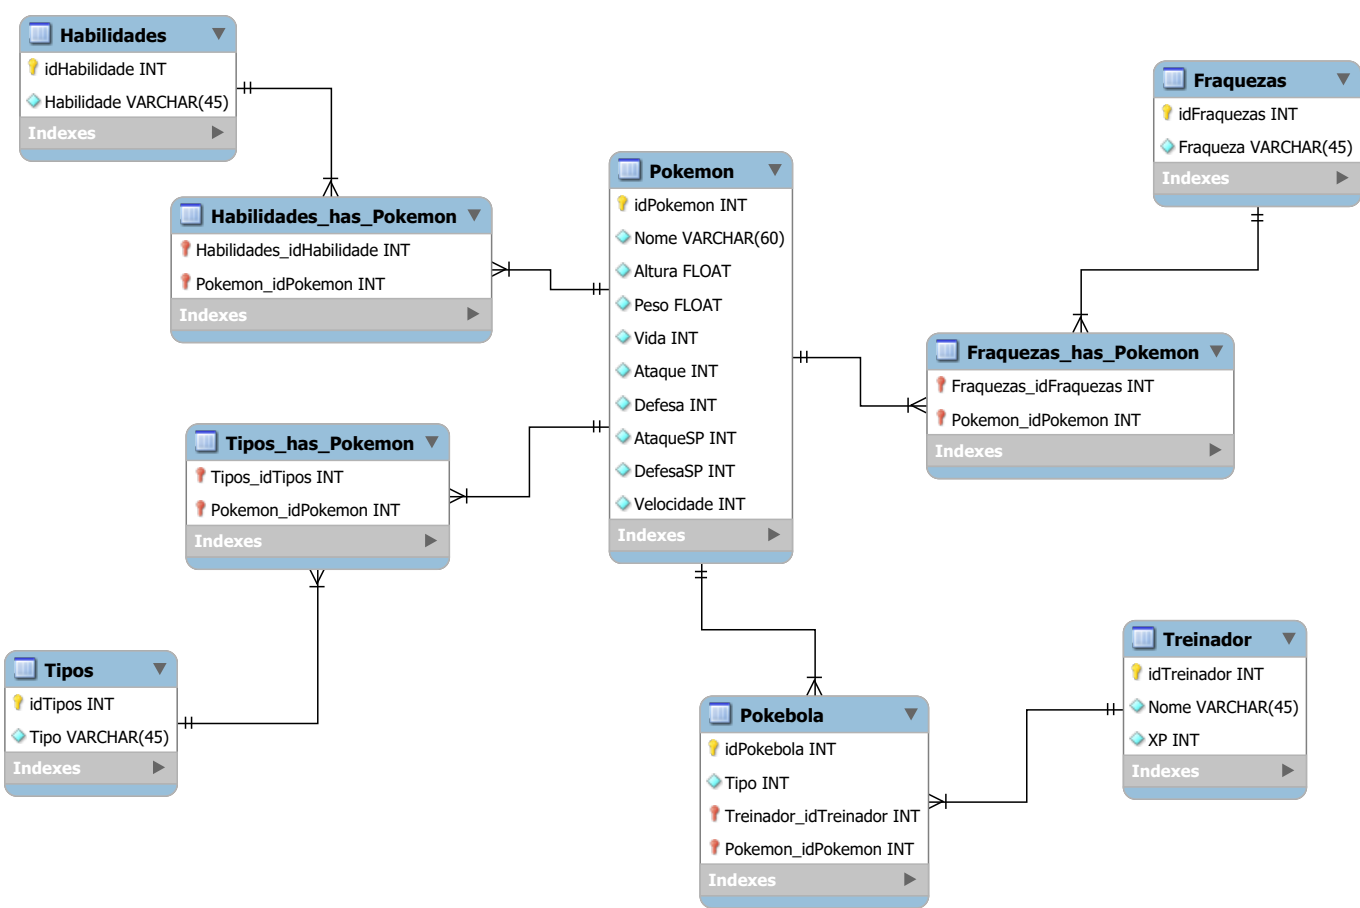 Habilidades
idHabilidade INT
Habilidade VARCHAR(45)
Indexes
Fraquezas
idFraquezas INT
Fraqueza VARCHAR(45)
Indexes
Pokemon
idPokemon INT
Nome VARCHAR(60)
Altura FLOAT
Peso FLOAT
Vida INT
Ataque INT
Defesa INT
AtaqueSP INT
DefesaSP INT
Velocidade INT
Indexes
Habilidades_has_Pokemon
Habilidades_idHabilidade INT
Pokemon_idPokemon INT
Indexes
Fraquezas_has_Pokemon
Fraquezas_idFraquezas INT
Pokemon_idPokemon INT
Indexes
Tipos_has_Pokemon
Tipos_idTipos INT
Pokemon_idPokemon INT
Indexes
Tipos
idTipos INT
Tipo VARCHAR(45)
Indexes
Pokebola
idPokebola INT
Tipo INT
Treinador_idTreinador INT
Pokemon_idPokemon INT
Indexes
Treinador
idTreinador INT
Nome VARCHAR(45)
XP INT
Indexes